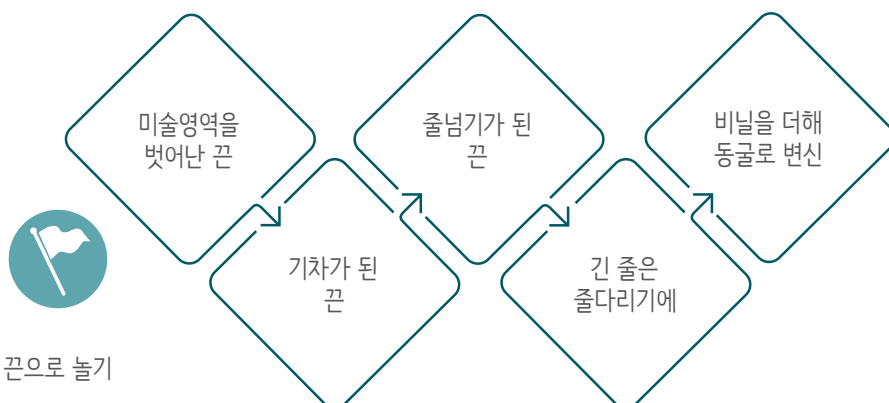 미술영역을
벗어난 끈
기차가 된
끈
줄넘기가 된
끈
긴 줄은
줄다리기에
비닐을 더해
동굴로 변신
끈으로 놀기